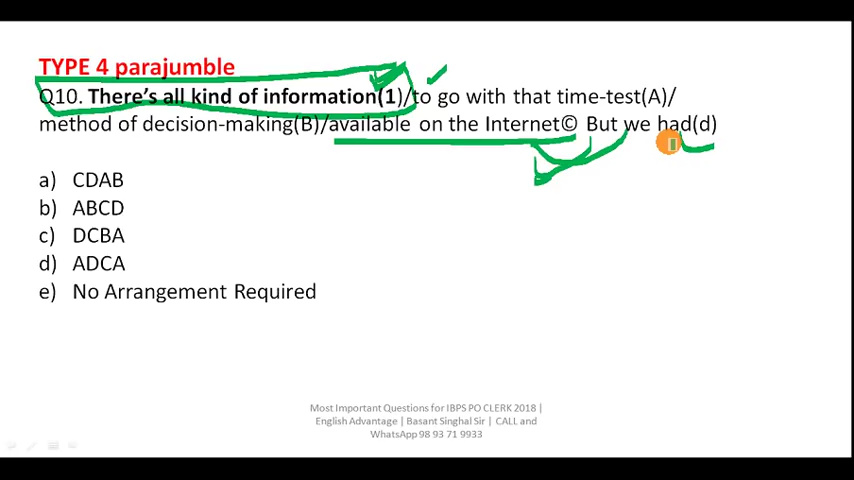 TYPE 4 parajumble
Q10. There's all kind of information(1)/to go with that time-test(A)/
method of decision-making(B)/available on the Internet© But we had(d)
a) CDAB
b) ABCD
c) DCBA
d) ADCA
e) No Arrangement Required
Most Important Questions for IBPS PO CLERK 2018 |
English Advantage | Basant Singhal Sir | CALL and
WhatsApp 98 93 71 9933